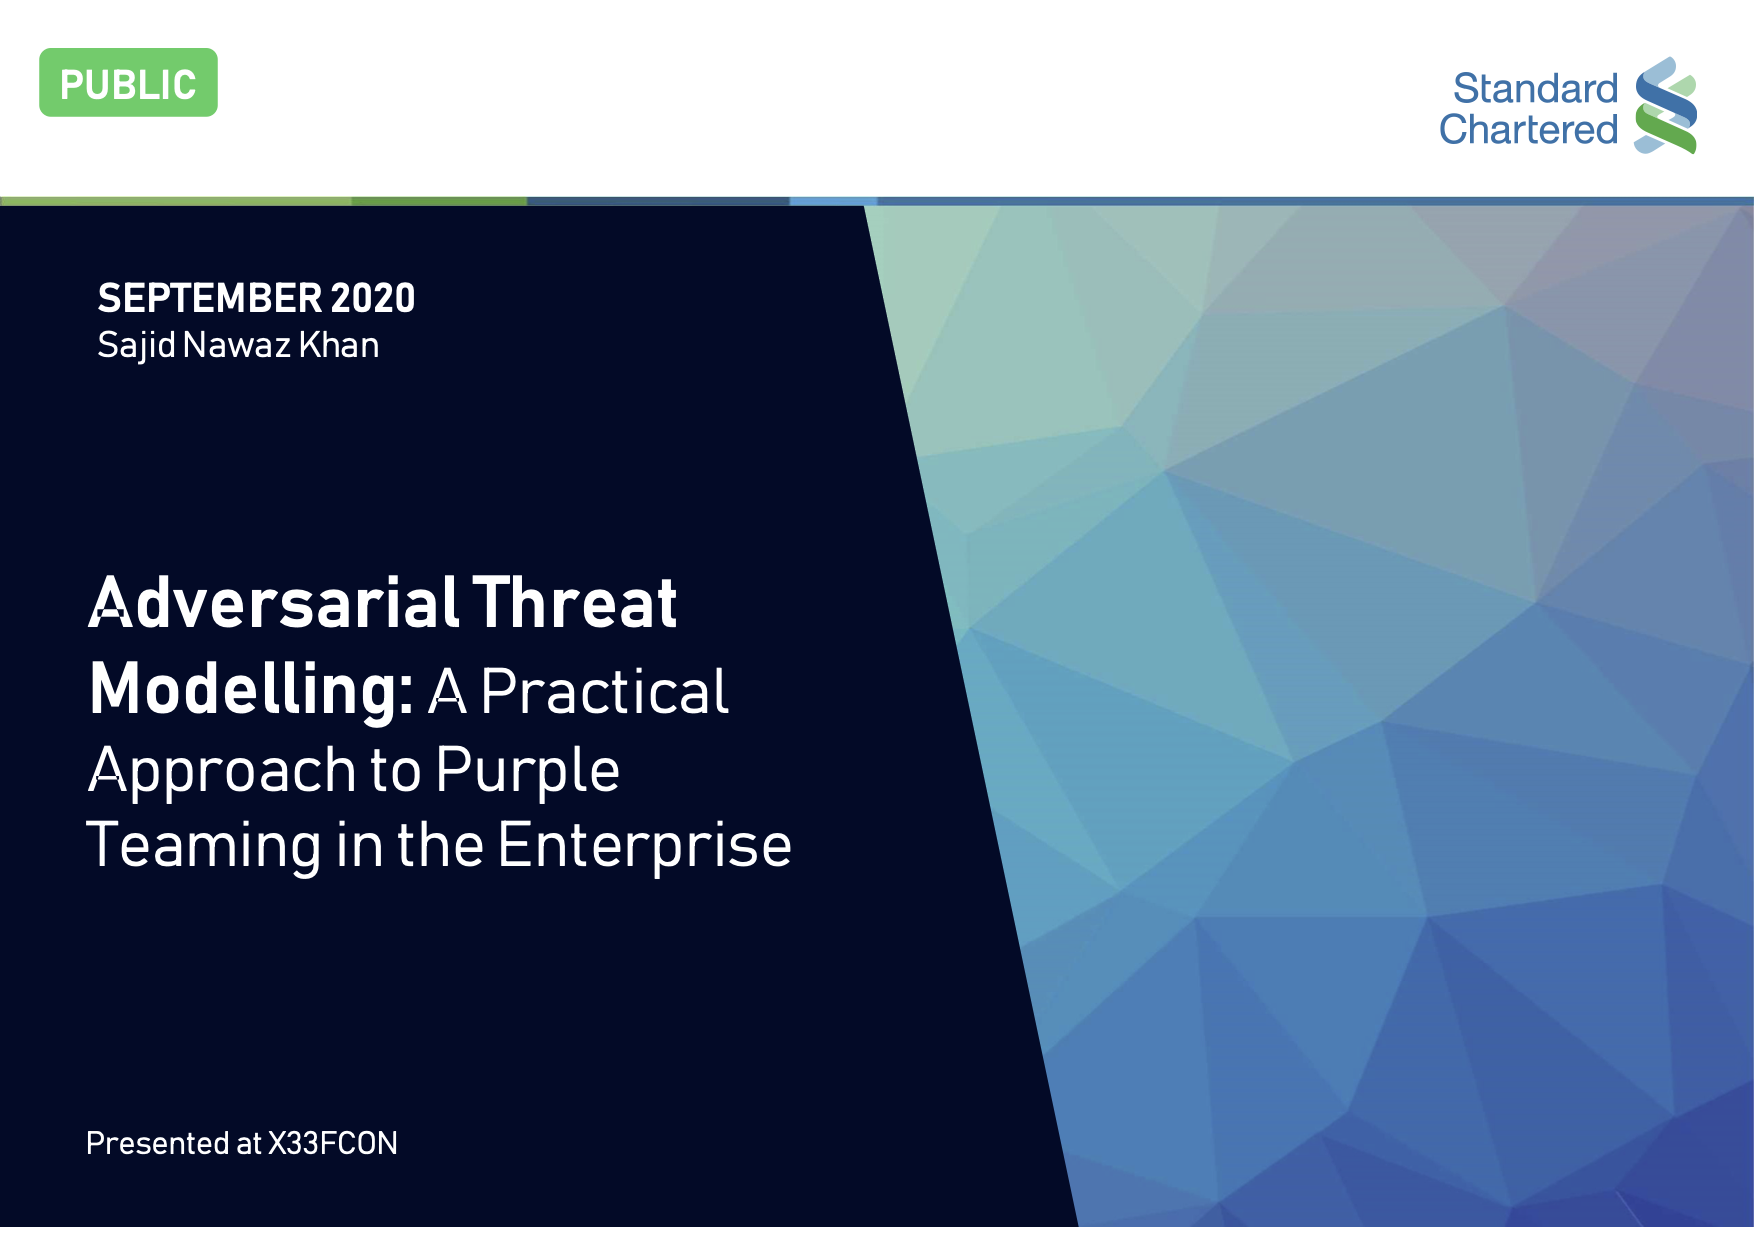 PUBLIC
Standard
Chartered
SEPTEMBER 2020
Sajid Nawaz Khan
Adversarial Threat
Modelling: A Practical
Approach to Purple
Teaming in the Enterprise
Presented at X33FCON